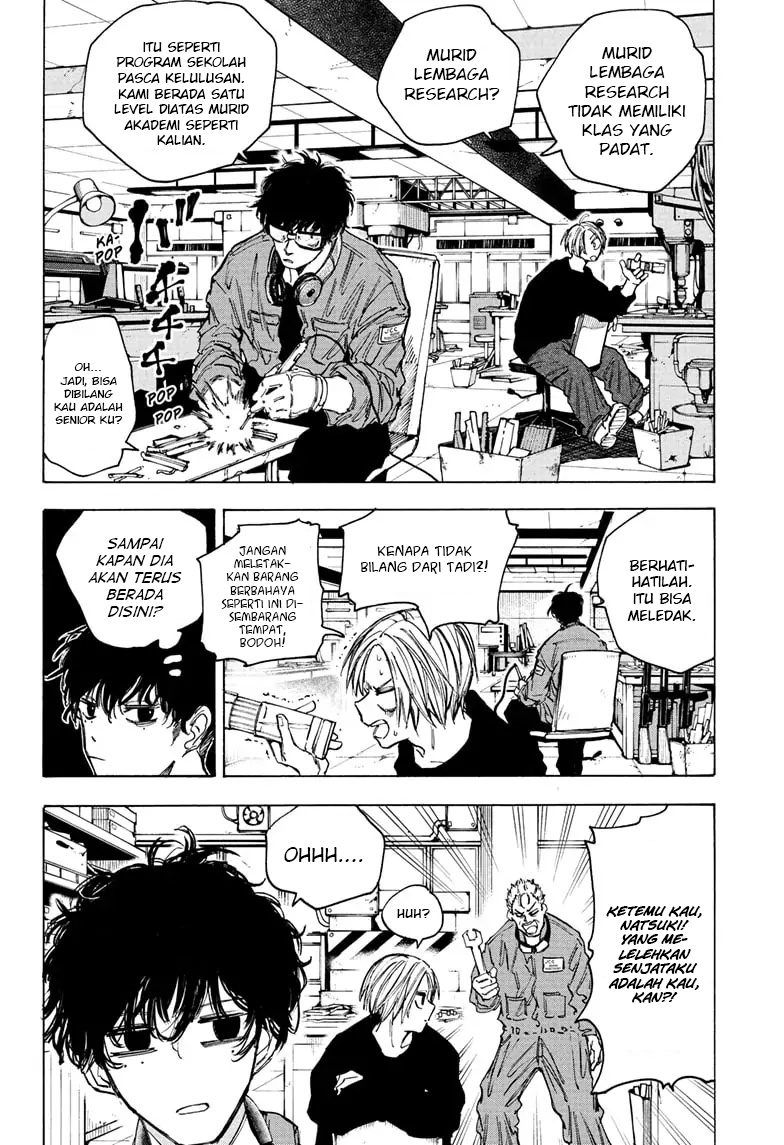 MURID
LEMBAGA
RESEARCH
TIDAK MEMILIKI
KLAS YANG
PADAT.
MURID
LEMBAGA
RESEARCH?
ITU SEPERTI
PROGRAM SEKOLAH
PASCA KELULUSAN.
KAMI BERADA SATU
LEVEL DIATAS MURID
AKADEMI SEPERTI
KALIAN.
KA-
POP
POP
POP
OH...
JADI, BISA
DIBILANG
KAU ADALAH
SENIOR KU?
JCC
BERHATI-
HATILAH.
ITU BISA
MELEDAK.
KENAPA TIDAK
BILANG DARI TADI?!
JANGAN
MELETAK-
KAN BARANG
BERBAHAYA
SEPERTI INI DI-
SEMBARANG
TEMPAT,
BODOH!
SAMPAI
KAPAN DIA
AKAN TERUS
BERADA
DISINI?
KETEMU KAU,
NATSUKI!
YANG ME-
LELEHKAN
SENJATAKU
ADALAH KAU,
KAN?!
JCC
HUH?
OHHH....